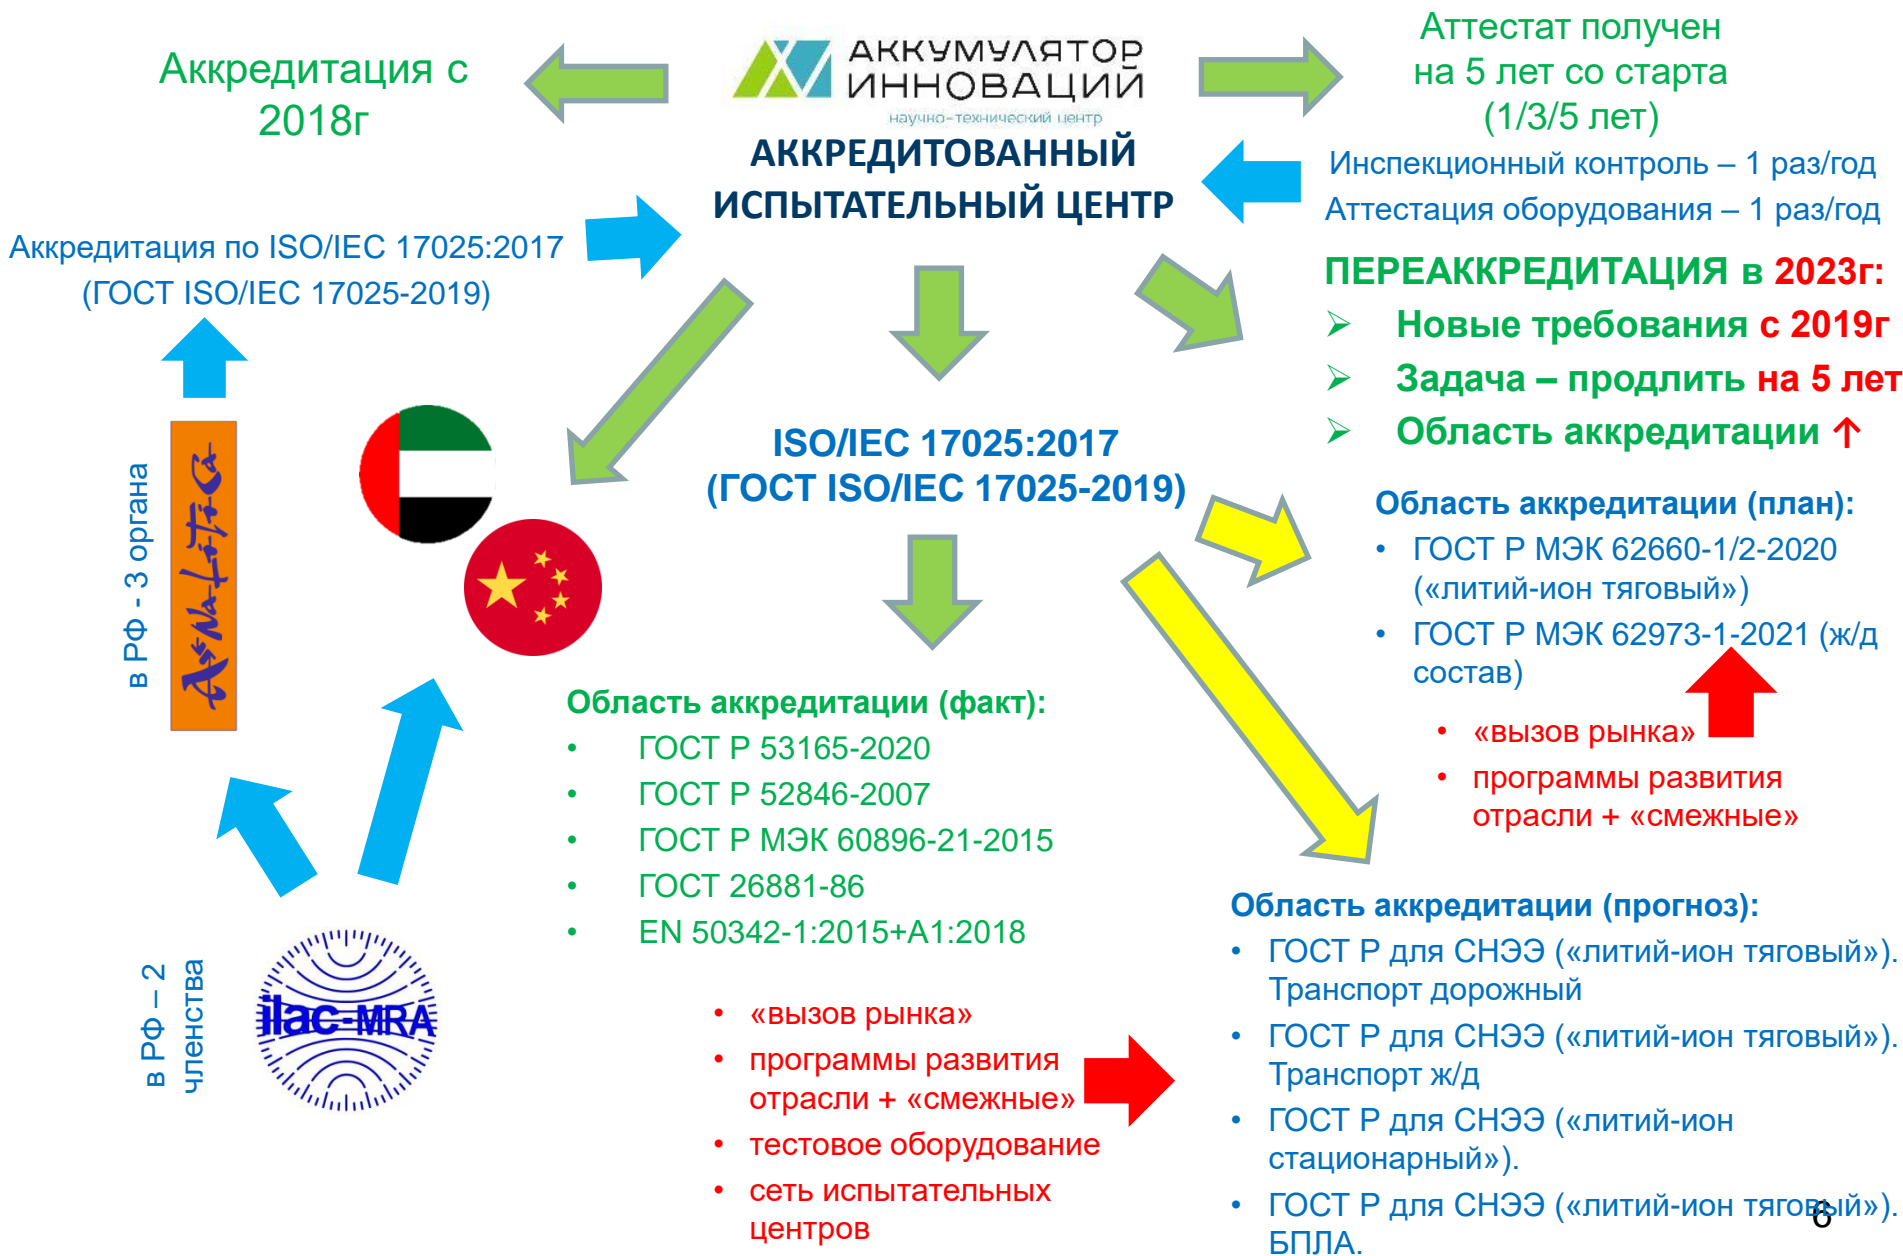 Аккредитация с
2018г
АККУМУЛЯТОР
ИННОВАЦИЙ
научно-технический центр
АККРЕДИТОВАННЫЙ
ИСПЫТАТЕЛЬНЫЙ ЦЕНТР
Аттестат получен
на 5 лет со старта
(1/3/5 лет)
Инспекционный контроль – 1 раз/год
Аттестация оборудования – 1 раз/год
Аккредитация по ISO/IEC 17025:2017
(ГОСТ ISO/IEC 17025-2019)
ПЕРЕАККРЕДИТАЦИЯ в 2023г:
➢ Новые требования с 2019г
➢ Задача – продлить на 5 лет
➢ Область аккредитации ↑
в РФ - 3 органа
AsNaLiTiCa
ISO/IEC 17025:2017
(ГОСТ ISO/IEC 17025-2019)
Область аккредитации (план):
• ГОСТ Р МЭК 62660-1/2-2020
(«литий-ион тяговый»)
• ГОСТ Р МЭК 62973-1-2021 (ж/д
состав)
• «вызов рынка»
• программы развития
отрасли + «смежные»
Область аккредитации (факт):
• ГОСТ Р 53165-2020
• ГОСТ Р 52846-2007
• ГОСТ Р МЭК 60896-21-2015
• ГОСТ 26881-86
• EN 50342-1:2015+A1:2018
в РФ – 2
членства
ilac-MRA
• «вызов рынка»
• программы развития
отрасли + «смежные»
• тестовое оборудование
• сеть испытательных
центров
Область аккредитации (прогноз):
• ГОСТ Р для СНЭЭ («литий-ион тяговый»).
Транспорт дорожный
• ГОСТ Р для СНЭЭ («литий-ион тяговый»).
Транспорт ж/д
• ГОСТ Р для СНЭЭ («литий-ион
стационарный»).
• ГОСТ Р для СНЭЭ («литий-ион тяговый»).
БПЛА.
6